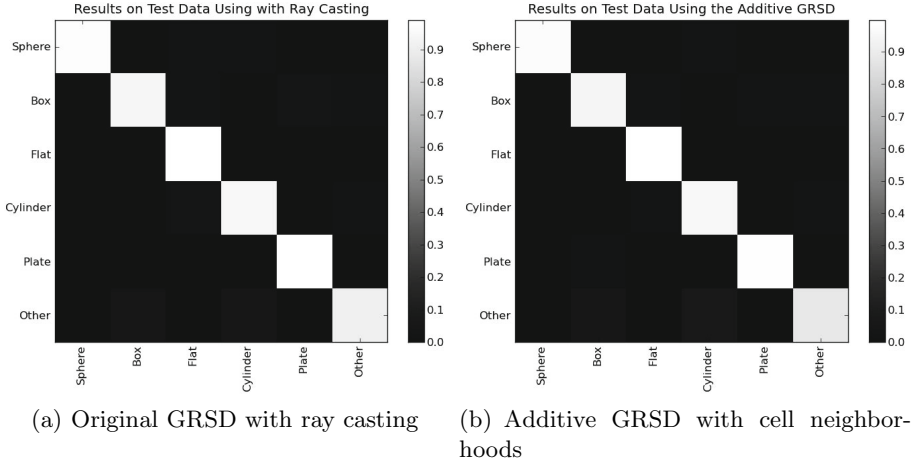 Results on Test Data Using with Ray Casting
Sphere
Box
Flat
Cylinder
Plate
Other
Sphere
Box
Flat
Cylinder
Plate
Other
0.9
0.8
0.7
0.6
0.5
0.4
0.3
0.2
0.1
0.0
(a) Original GRSD with ray casting
Results on Test Data Using the Additive GRSD
Sphere
Box
Flat
Cylinder
Plate
Other
Sphere
Box
Flat
Cylinder
Plate
Other
0.9
0.8
0.7
0.6
0.5
0.4
0.3
0.2
0.1
0.0
(b) Additive GRSD with cell neighbor-
hoods